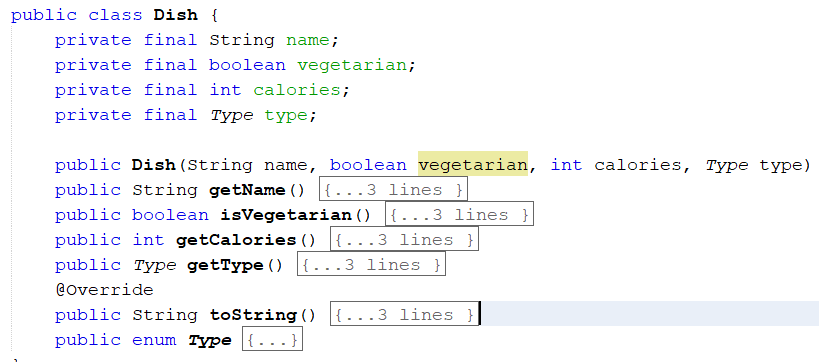 public class Dish {
private final String name;
private final boolean vegetarian;
private final int calories;
private final Type type;
public Dish(String name, boolean vegetarian, int calories, Type type)
public String getName() {...3 lines }
public boolean isVegetarian() {...3 lines }
public int getCalories() {...3 lines }
public Type getType() {...3 lines }
@Override
public String toString() {...3 lines }
public enum Type {...}